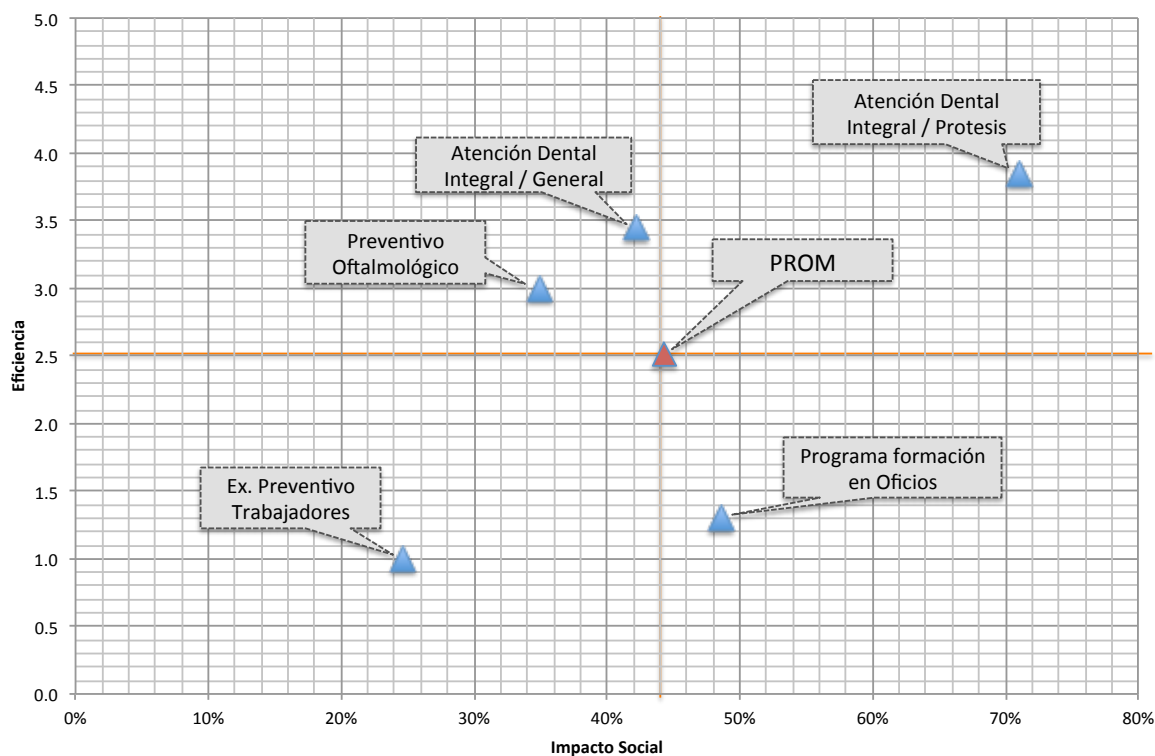 5.0
4.5
4.0
3.5
3.0
2.5
2.0
1.5
1.0
0.5
0.0
Eficiencia
Atención Dental
Integral / Protesis
Atención Dental
Integral / General
Preventivo
Oftalmológico
PROM
Programa formación
en Oficios
Ex. Preventivo
Trabajadores
0% 10% 20% 30% 40% 50% 60% 70% 80%
Impacto Social